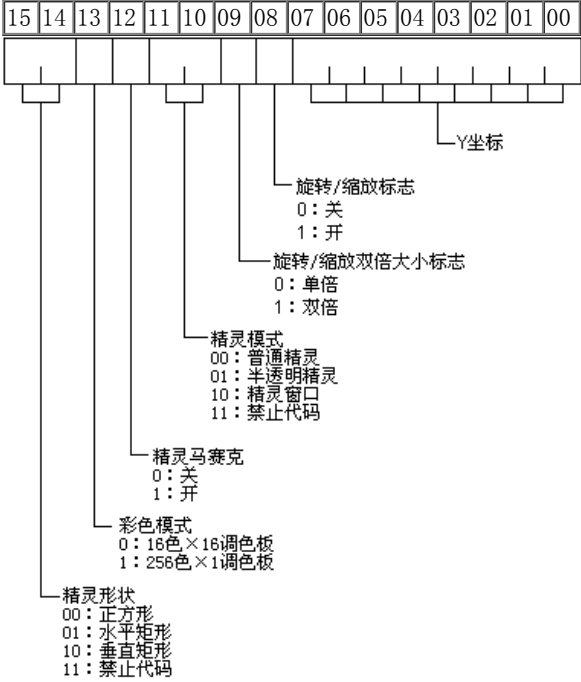 15 14 13 12 11 10 09 08 07 06 05 04 03 02 01 00
Y坐标
旋转/缩放标志
0：关
1：开
旋转/缩放双倍大小标志
0：单倍
1：双倍
精灵模式
00：普通精灵
01：半透明精灵
10：精灵窗口
11：禁止代码
精灵马赛克
0：关
1：开
彩色模式
0：16色×16调色板
1：256色×1调色板
精灵形状
00：正方形
01：水平矩形
10：垂直矩形
11：禁止代码